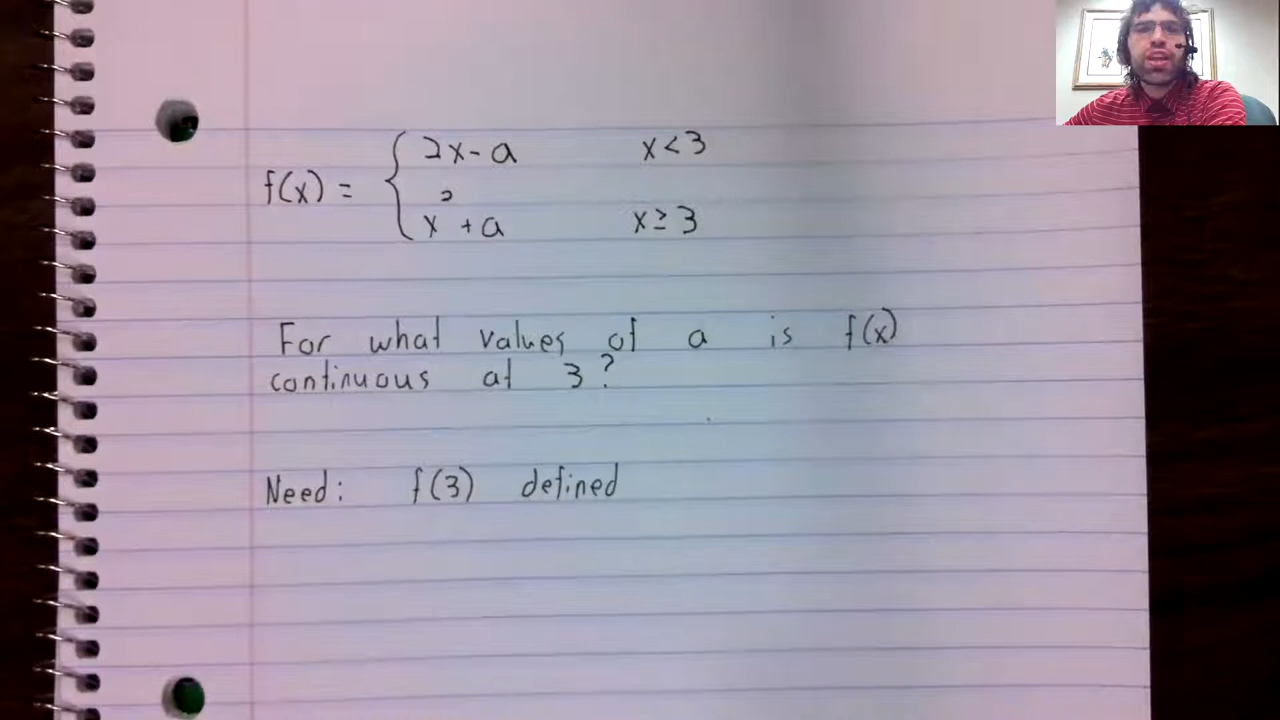 f(x) = { 2x - a x < 3
x² + a x ≥ 3
For what values of a is f(x)
continuous at 3?
Need: f(3) defined